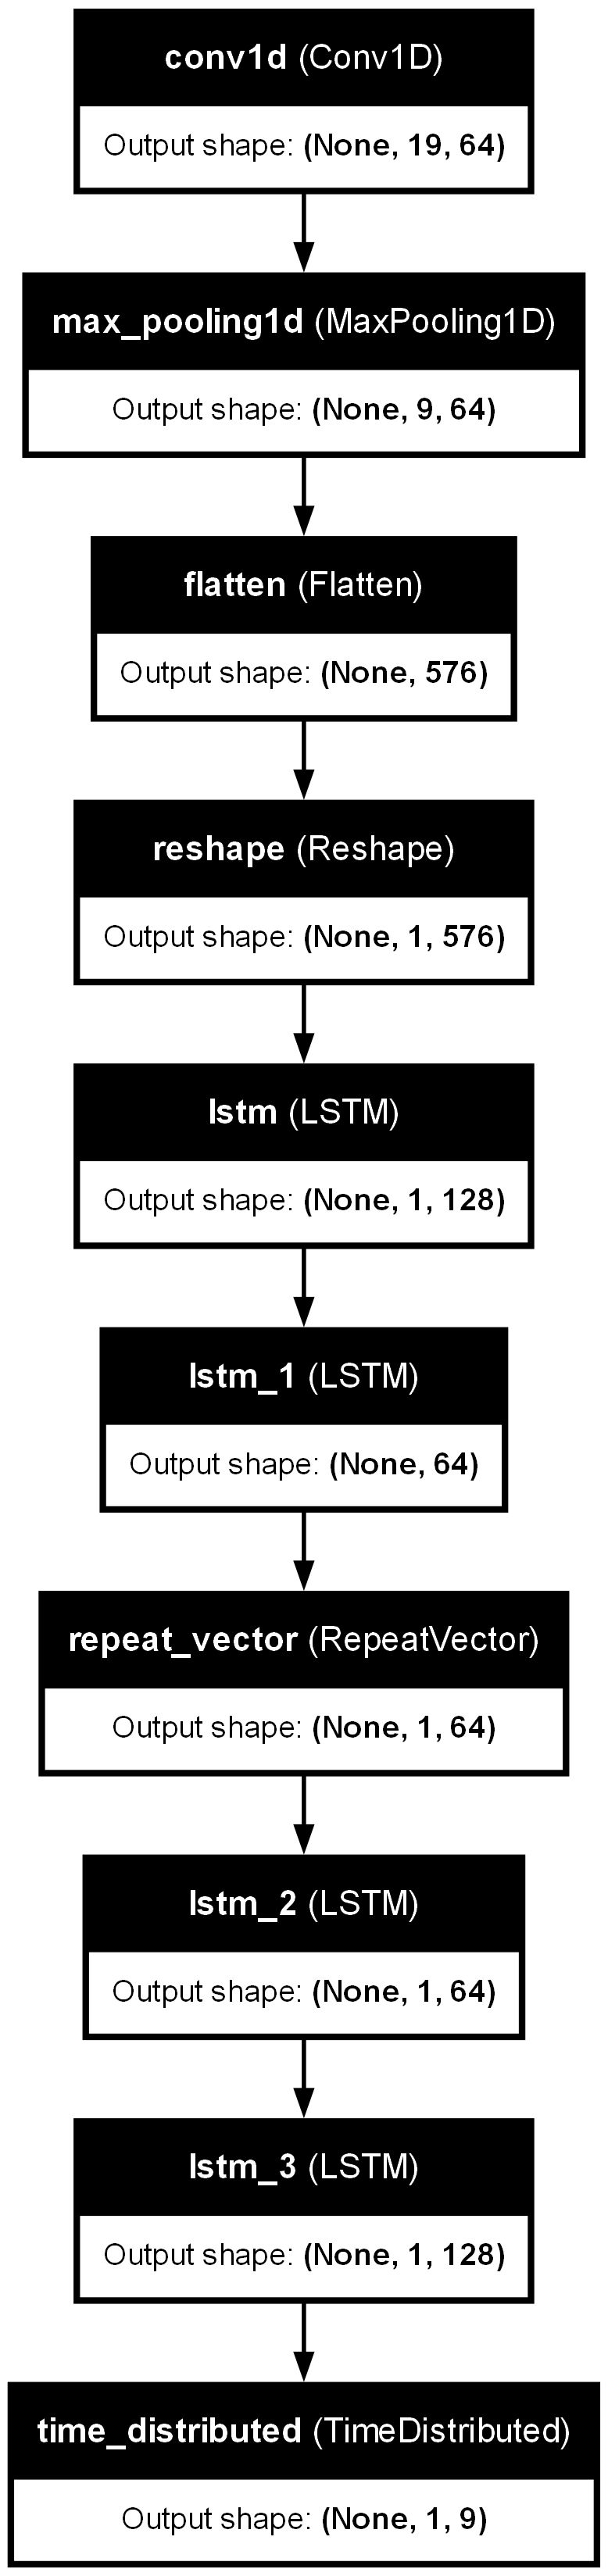 conv1d (Conv1D)
Output shape: (None, 19, 64)
max_pooling1d (MaxPooling1D)
Output shape: (None, 9, 64)
flatten (Flatten)
Output shape: (None, 576)
reshape (Reshape)
Output shape: (None, 1, 576)
lstm (LSTM)
Output shape: (None, 1, 128)
lstm_1 (LSTM)
Output shape: (None, 64)
repeat_vector (RepeatVector)
Output shape: (None, 1, 64)
lstm_2 (LSTM)
Output shape: (None, 1, 64)
lstm_3 (LSTM)
Output shape: (None, 1, 128)
time_distributed (TimeDistributed)
Output shape: (None, 1, 9)